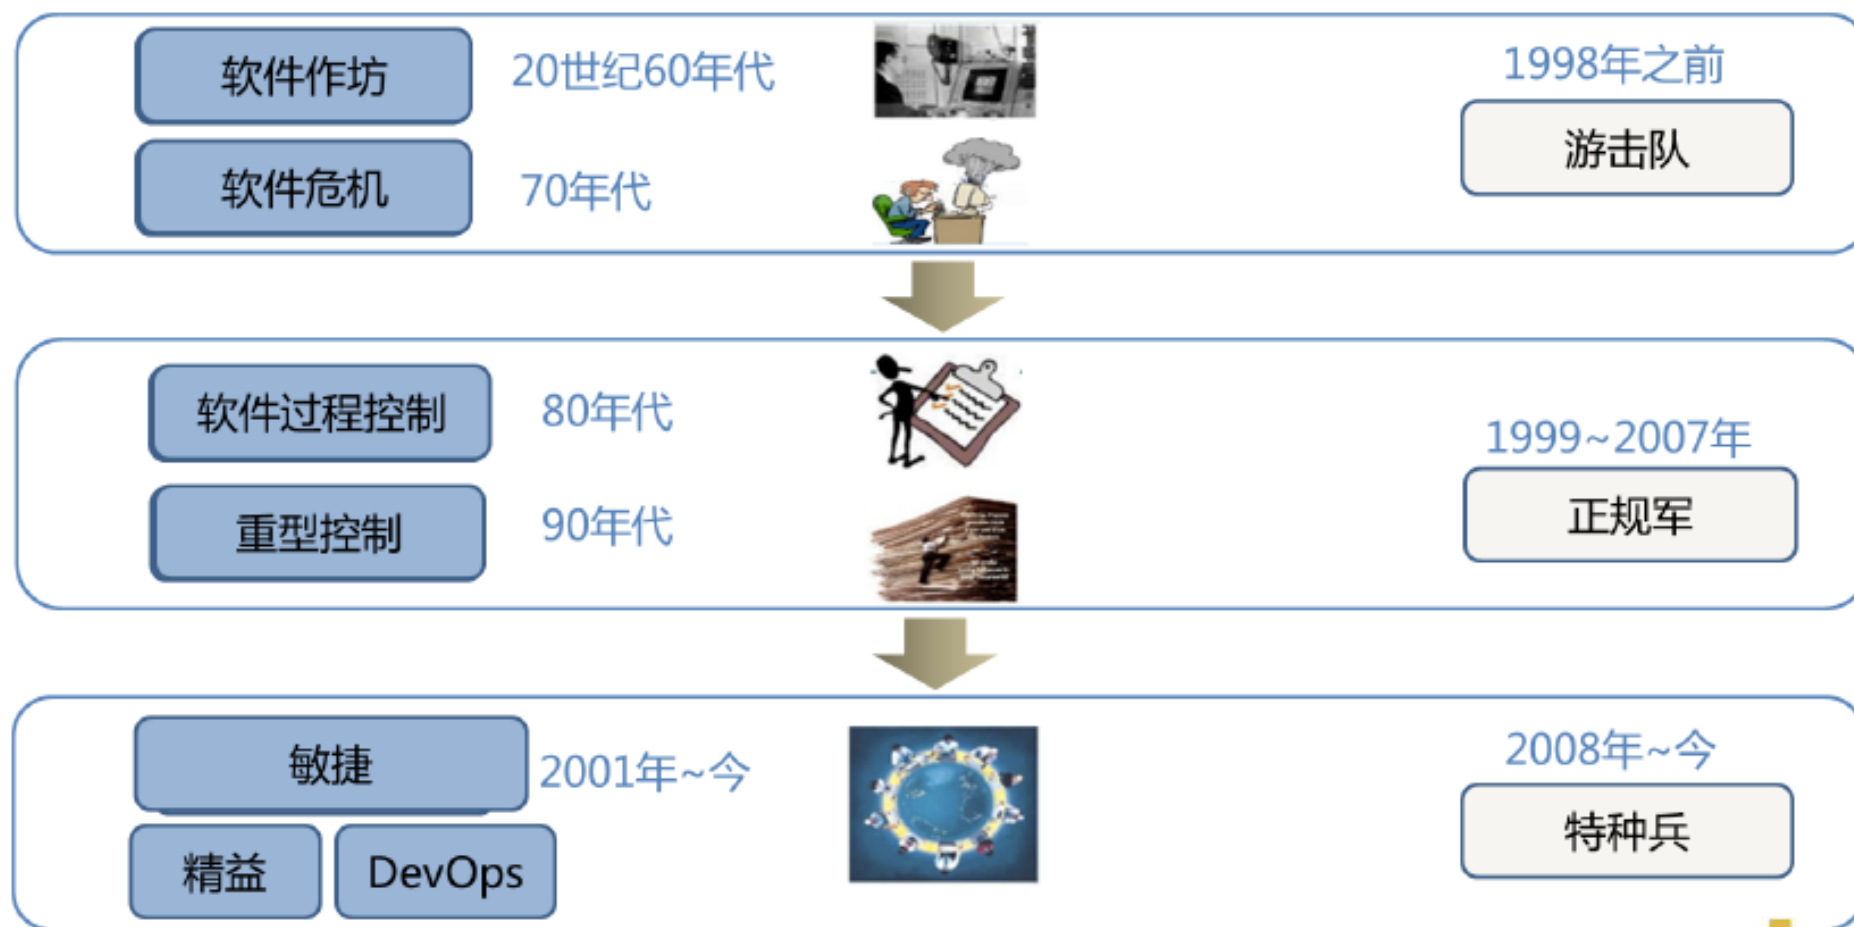 软件作坊
20世纪60年代
1998年之前
软件危机
70年代
游击队
软件过程控制
80年代
1999~2007年
重型控制
90年代
正规军
敏捷
2001年~今
2008年~今
精益
DevOps
特种兵